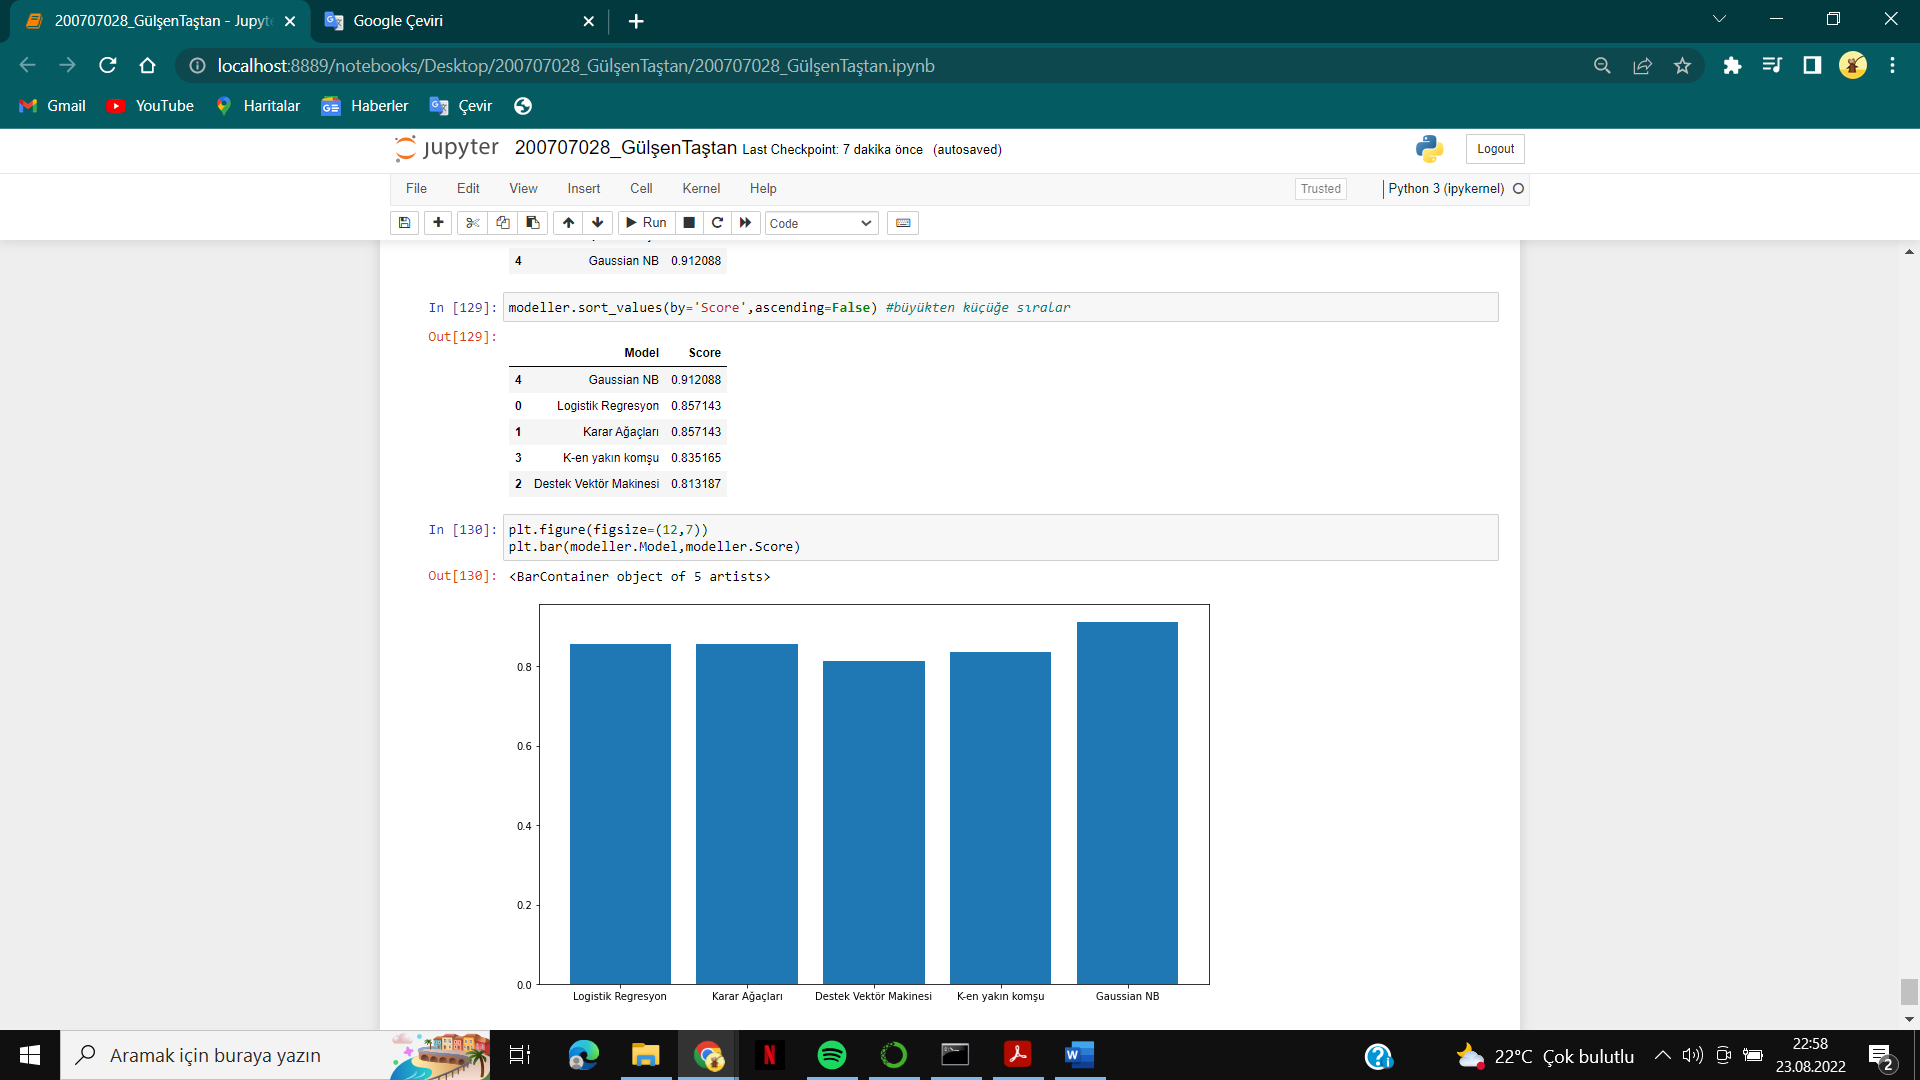 200707028_GülşenTaştan - Jupyt
Google Çeviri
localhost:8889/notebooks/Desktop/200707028_GülşenTaştan/200707028_GülşenTaştan.ipynb
Gmail
YouTube
Haritalar
Haberler
Çevir
jupyter 200707028_GülşenTaştan Last Checkpoint: 7 dakika önce (autosaved)
Logout
File Edit View Insert Cell Kernel Help
Trusted
Python 3 (ipykernel)
Run
Code
4 Gaussian NB 0.912088
In [129]: modeller.sort_values(by='Score',ascending=False) #büyükten küçüğe sıralar
Out[129]:
Model Score
4 Gaussian NB 0.912088
0 Logistik Regresyon 0.857143
1 Karar Ağaçları 0.857143
3 K-en yakın komşu 0.835165
2 Destek Vektör Makinesi 0.813187
In [130]: plt.figure(figsize=(12,7))
plt.bar(modeller.Model,modeller.Score)
Out[130]: <BarContainer object of 5 artists>
0.8
0.6
0.4
0.2
0.0
Logistik Regresyon
Karar Ağaçları
Destek Vektör Makinesi
K-en yakın komşu
Gaussian NB
Aramak için buraya yazın
22°C Çok bulutlu
22:58
23.08.2022
2